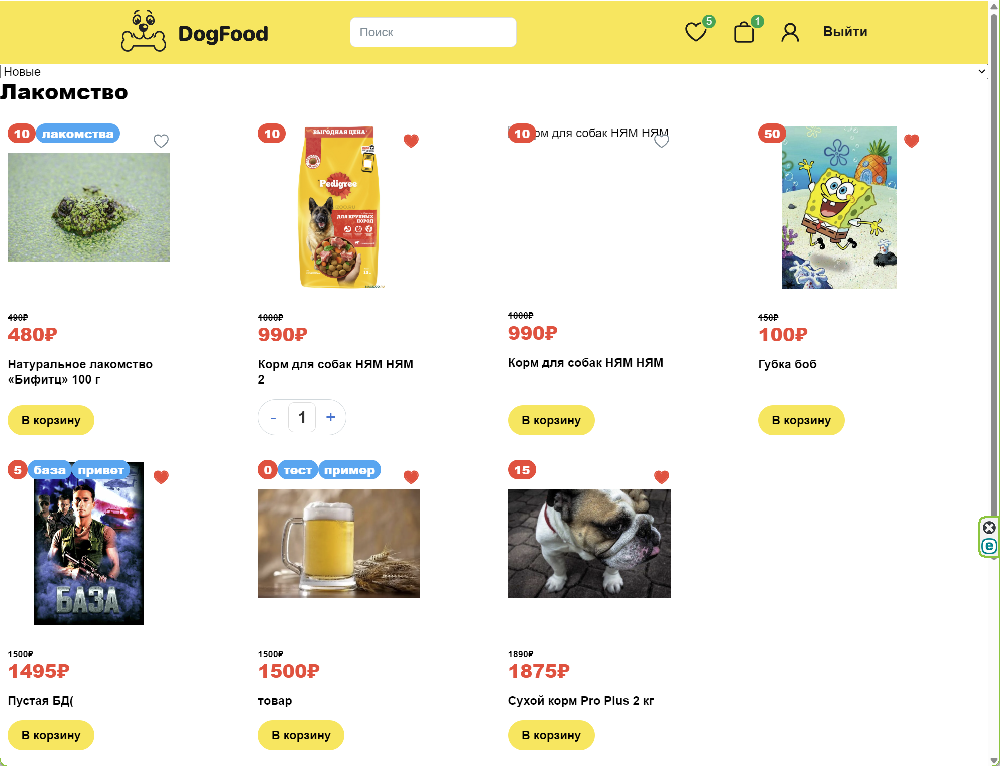 DogFood
Поиск
5
1
Выйти
Новые
Лакомство
10 лакомства
10
ВЫГОДНАЯ ЦЕНА*
Pedigree
ДЛЯ КРУПНЫХ
ПОРОД
13 кг
MAGIZOO.RU
10 рм для собак НЯМ НЯМ
50
490₽
480₽
Натуральное лакомство
«Бифитц» 100 г
В корзину
1000₽
990₽
Корм для собак НЯМ НЯМ
2
- 1 +
1000₽
990₽
Корм для собак НЯМ НЯМ
В корзину
150₽
100₽
Губка боб
В корзину
5 база привет
БАЗА
0 тест пример
15
1500₽
1495₽
Пустая БД(
В корзину
1500₽
1500₽
товар
В корзину
1890₽
1875₽
Сухой корм Pro Plus 2 кг
В корзину
e